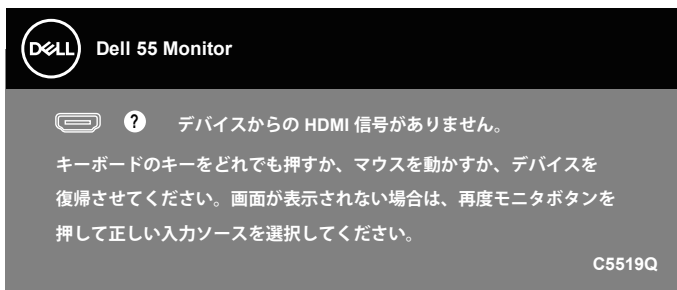 DELL Dell 55 Monitor
? デバイスからの HDMI 信号がありません。
キーボードのキーをどれでも押すか、マウスを動かすか、デバイスを
復帰させてください。画面が表示されない場合は、再度モニタボタンを
押して正しい入力ソースを選択してください。
C5519Q